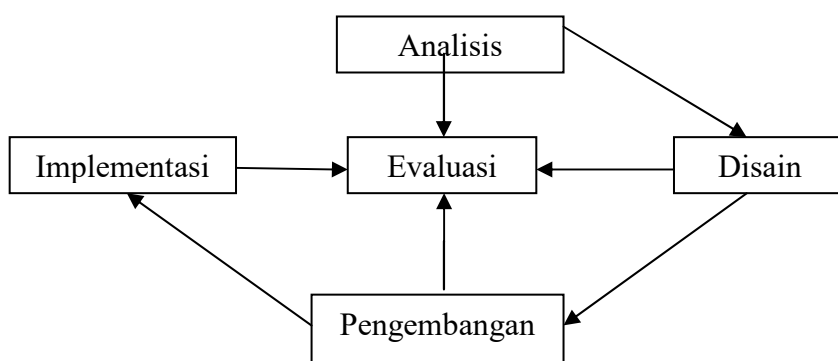 Analisis
Implementasi
Evaluasi
Disain
Pengembangan